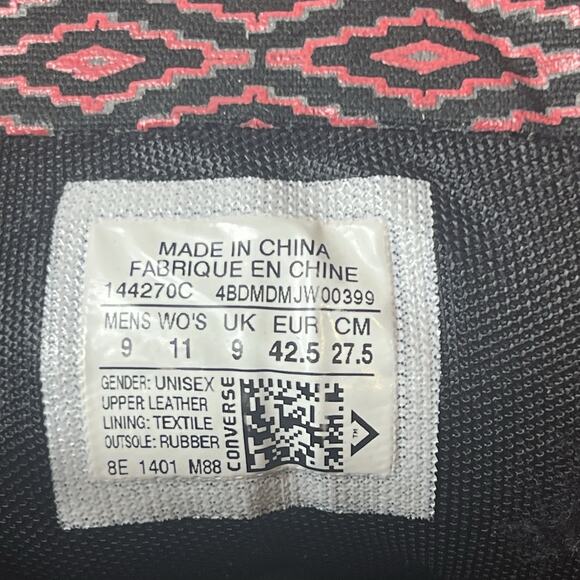 MADE IN CHINA
FABRIQUE EN CHINE
144270C 4BDMDMJW00399
MENS WO'S UK EUR CM
9 11 9 42.5 27.5
GENDER: UNISEX
UPPER: LEATHER
LINING: TEXTILE
OUTSOLE: RUBBER
8E 1401 M88
CONVERSE
TM